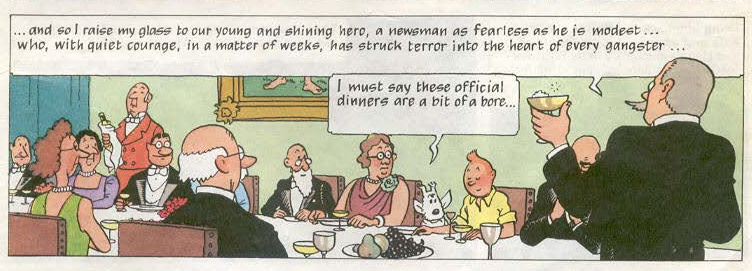 ... and so I raise my glass to our young and shining hero, a newsman as fearless as he is modest...
who, with quiet courage, in a matter of weeks, has struck terror into the heart of every gangster ...
I must say these official
dinners are a bit of a bore...